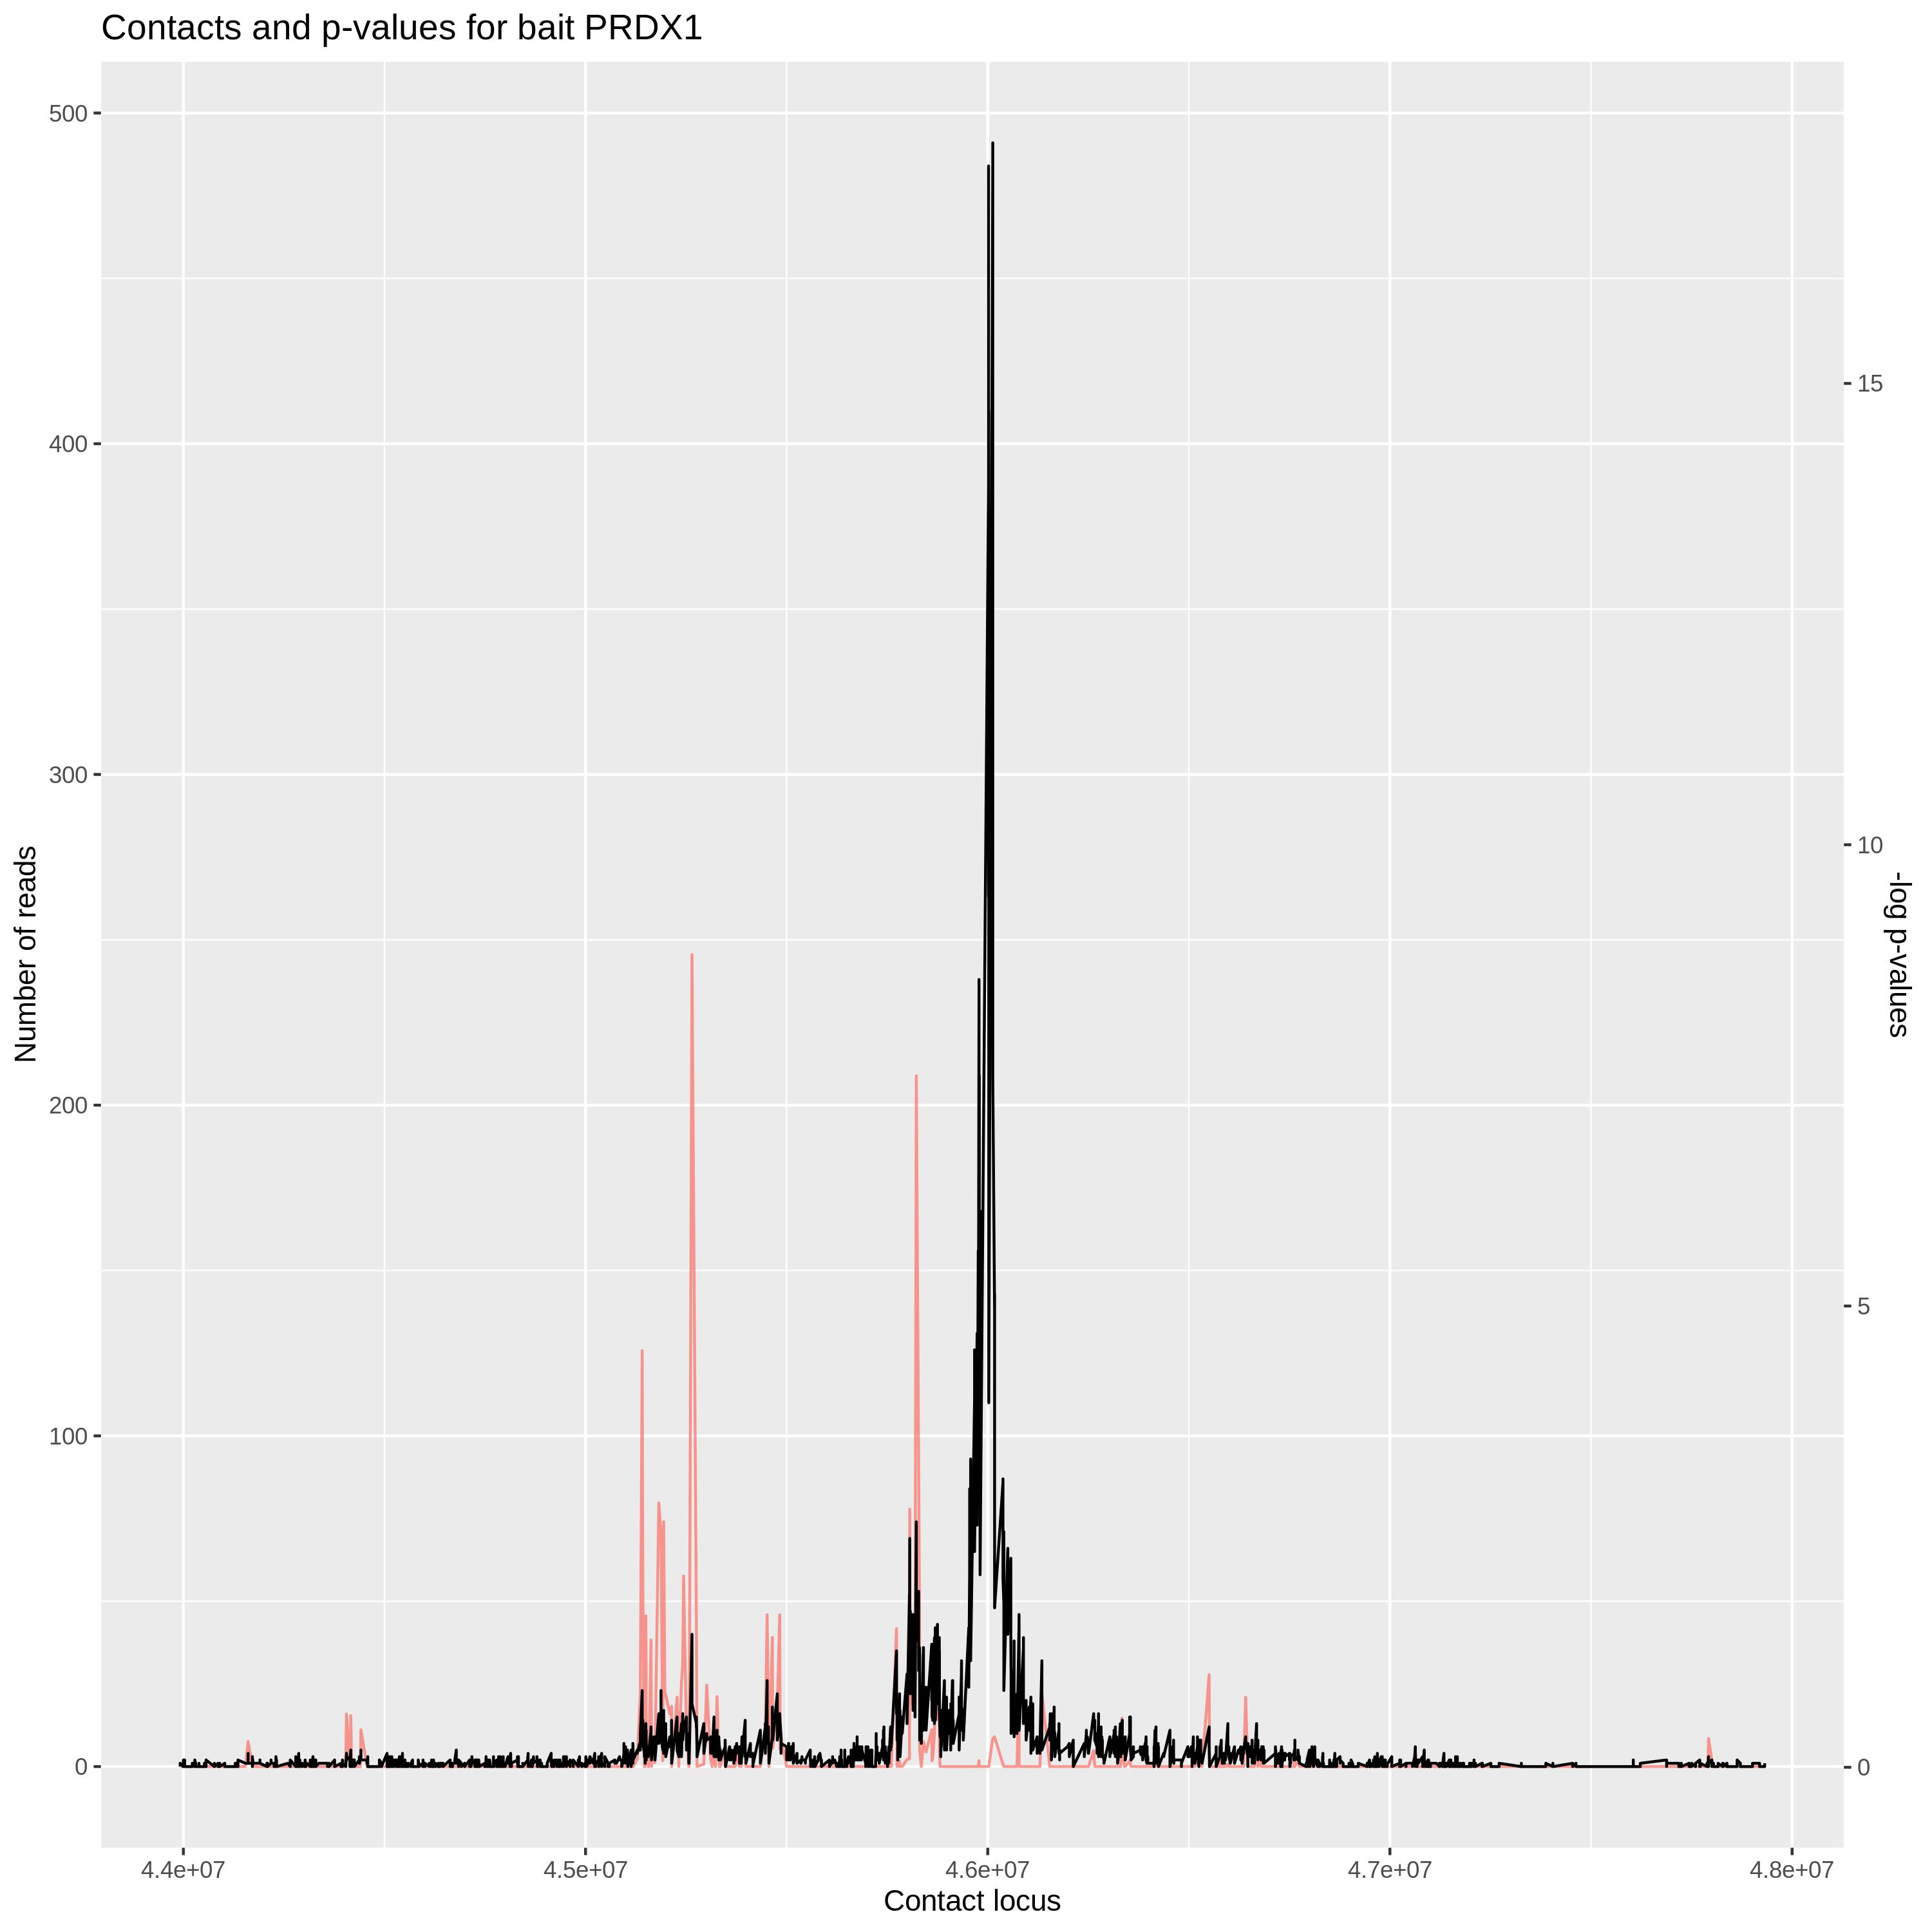 Contacts and p-values for bait PRDX1
500
400
300
200
100
0
Number of reads
15
10
5
0
-log p-values
4.4e+07
4.5e+07
4.6e+07
4.7e+07
4.8e+07
Contact locus